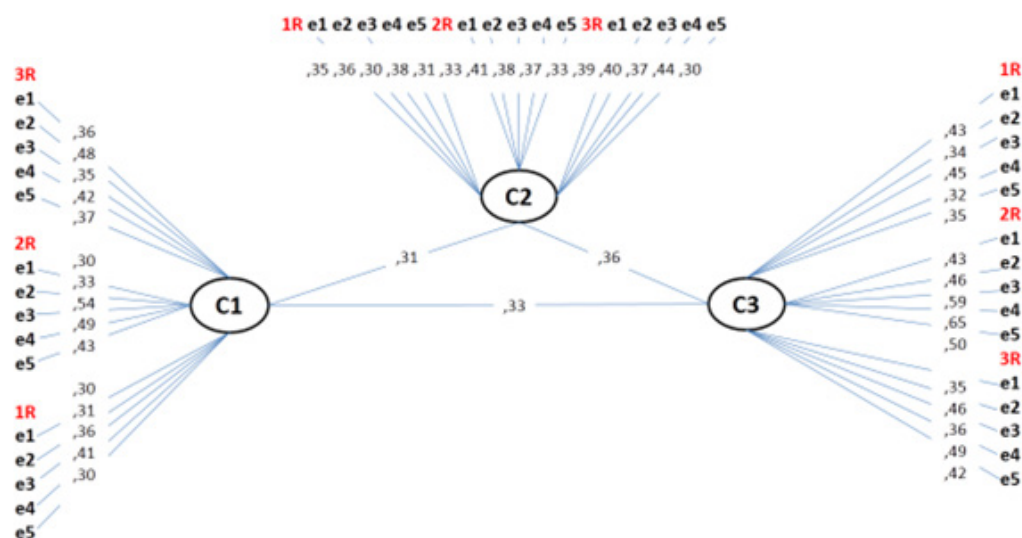 1R e1 e2 e3 e4 e5 2R e1 e2 e3 e4 e5 3R e1 e2 e3 e4 e5
,35 ,36 ,30 ,38 ,31 ,33 ,41 ,38 ,37 ,33 ,39 ,40 ,37 ,44 ,30
3R
e1
e2
e3
e4
e5
,36
,48
,35
,42
,37
2R
e1
e2
e3
e4
e5
,30
,33
,54
,49
,43
1R
e1
e2
e3
e4
e5
,30
,31
,36
,41
,30
C2
C1
C3
,31
,36
,33
,43
,34
,45
,32
,35
1R
e1
e2
e3
e4
e5
,43
,46
,59
,65
,50
2R
e1
e2
e3
e4
e5
,35
,46
,36
,49
,42
3R
e1
e2
e3
e4
e5